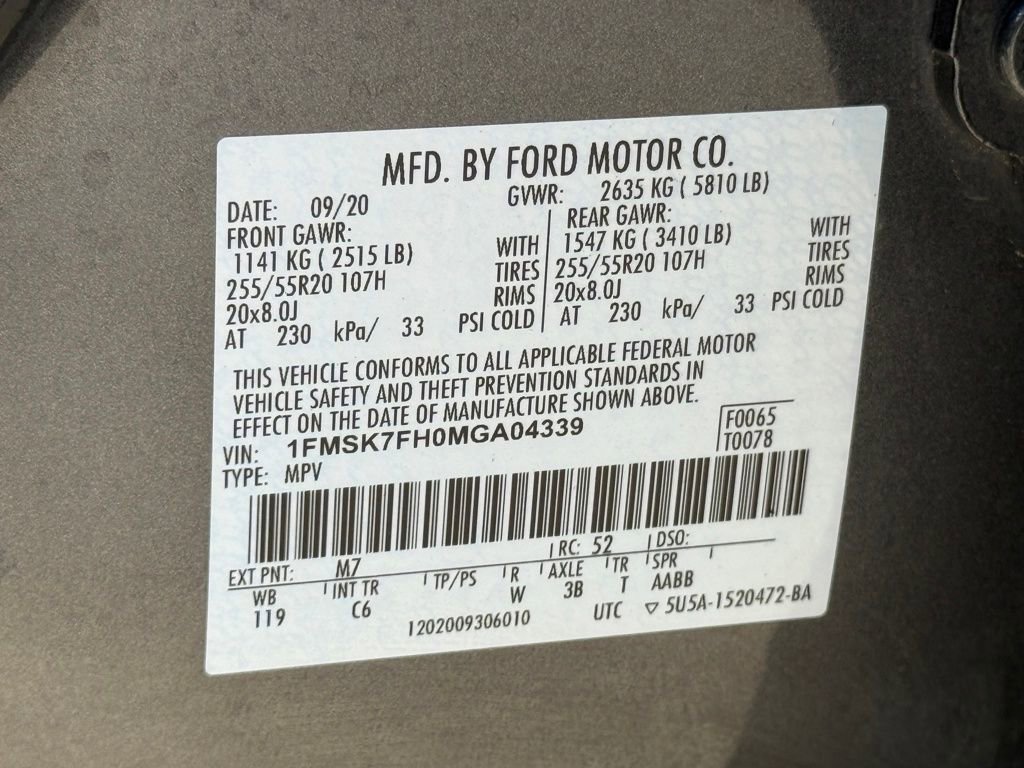 MFD. BY FORD MOTOR CO.
DATE: 09/20 GVWR: 2635 KG ( 5810 LB)
FRONT GAWR: REAR GAWR:
1141 KG ( 2515 LB) WITH 1547 KG ( 3410 LB) WITH
255/55R20 107H TIRES 255/55R20 107H TIRES
20x8.0J RIMS 20x8.0J RIMS
AT 230 kPa/ 33 PSI COLD AT 230 kPa/ 33 PSI COLD
THIS VEHICLE CONFORMS TO ALL APPLICABLE FEDERAL MOTOR
VEHICLE SAFETY AND THEFT PREVENTION STANDARDS IN
EFFECT ON THE DATE OF MANUFACTURE SHOWN ABOVE.
VIN: 1FMSK7FH0MGA04339 F0065
TYPE: MPV T0078
EXT PNT: M7 RC: 52 DSO:
WB INT TR TP/PS R AXLE TR SPR
119 C6 W 3B T AABB
1202009306010 UTC ▽ 5U5A-1520472-BA